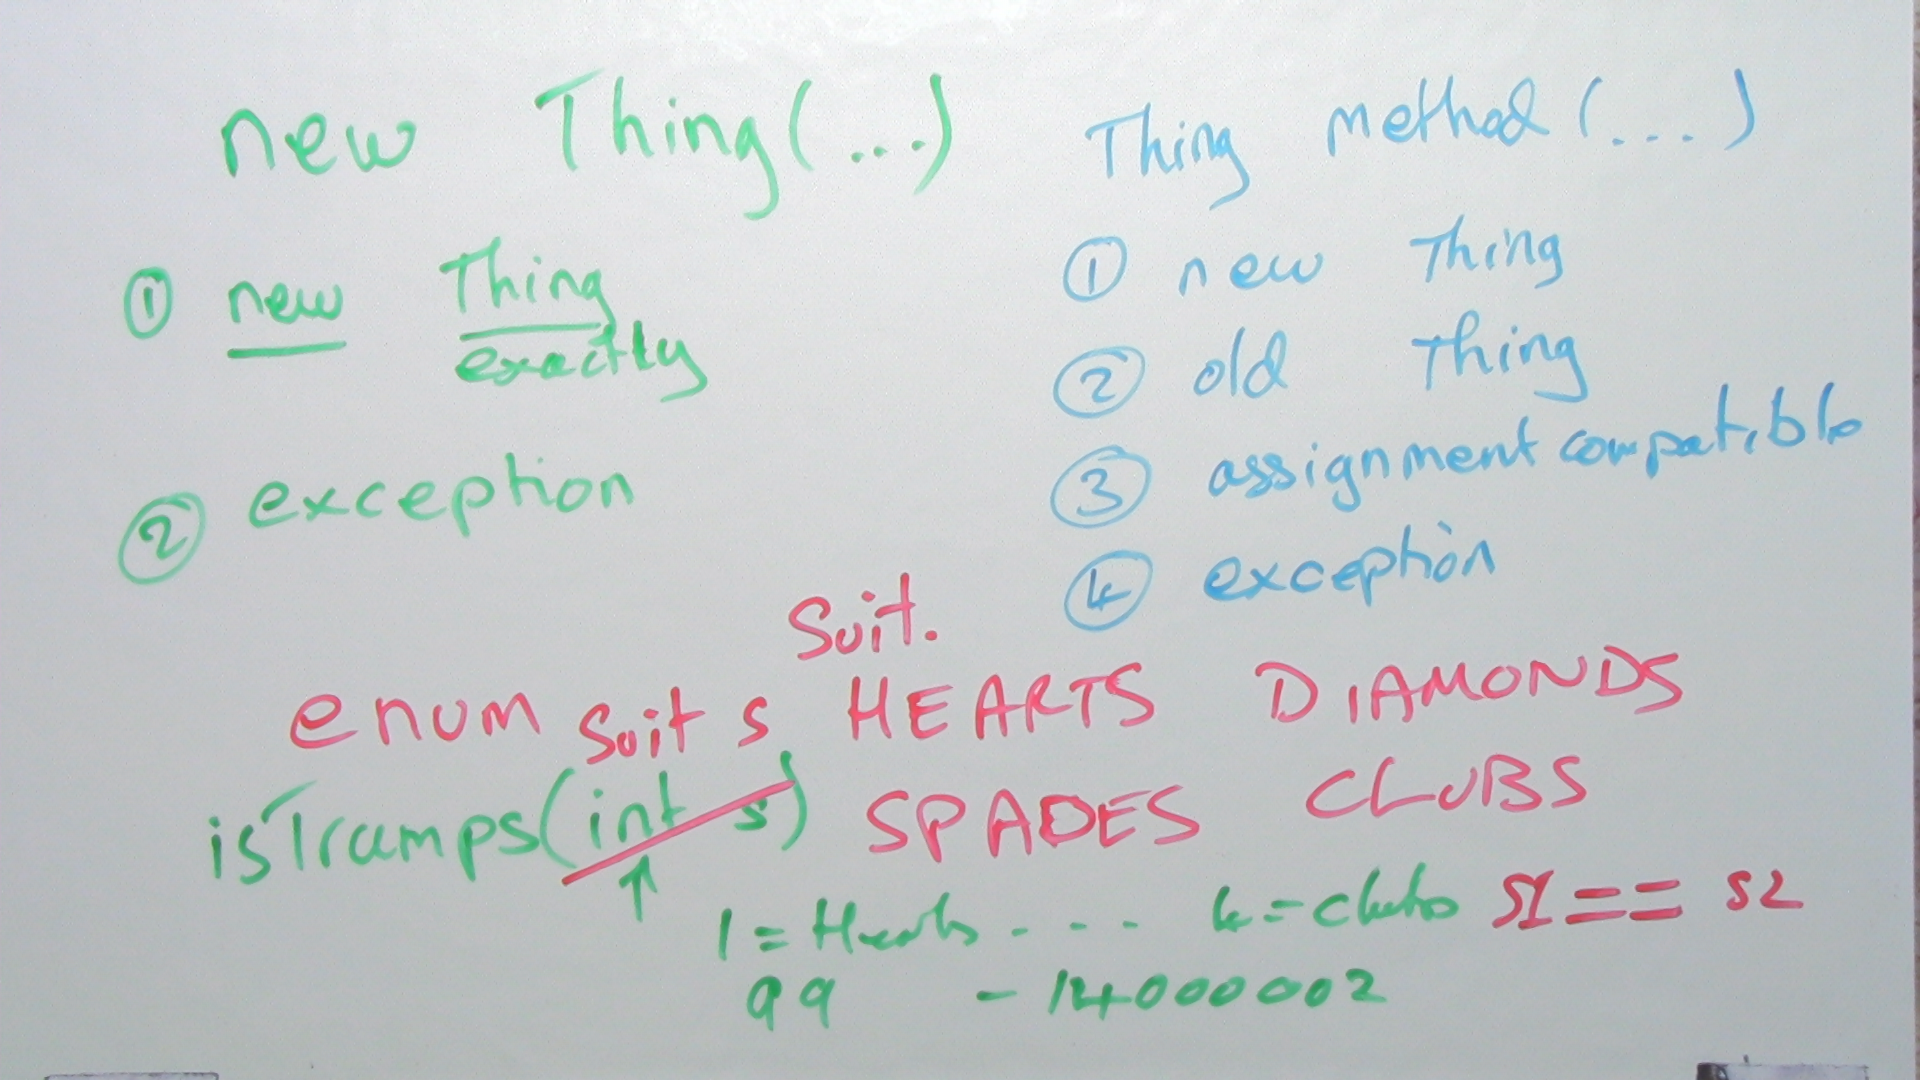 new Thing(...)
① new Thing
exactly
② exception
Thing method(...)
① new Thing
② old Thing
③ assignment compatible
④ exception
Suit.
enum Suit s HEARTS DIAMONDS
isTrumps(int s) SPADES CLUBS
1 = Hearts . - - . 4 = clubs S1 == S2
99 -14000002